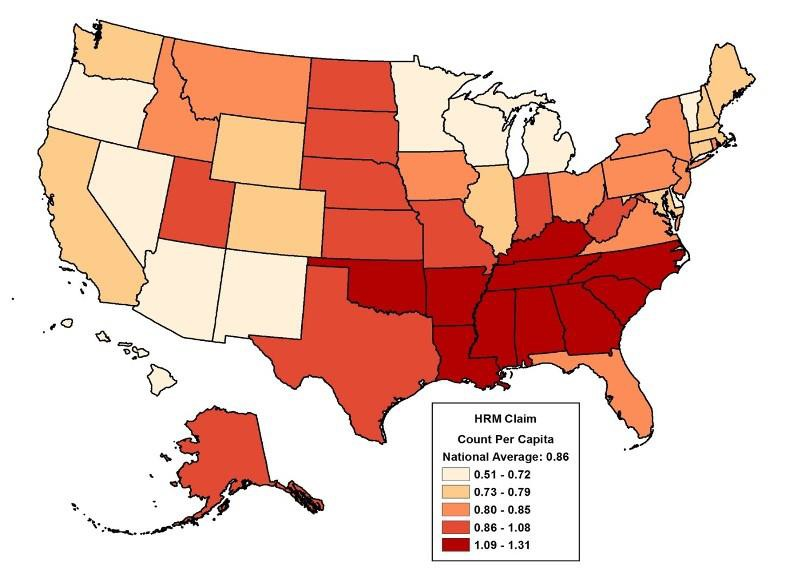 HRM Claim
Count Per Capita
National Average: 0.86
0.51 - 0.72
0.73 - 0.79
0.80 - 0.85
0.86 - 1.08
1.09 - 1.31